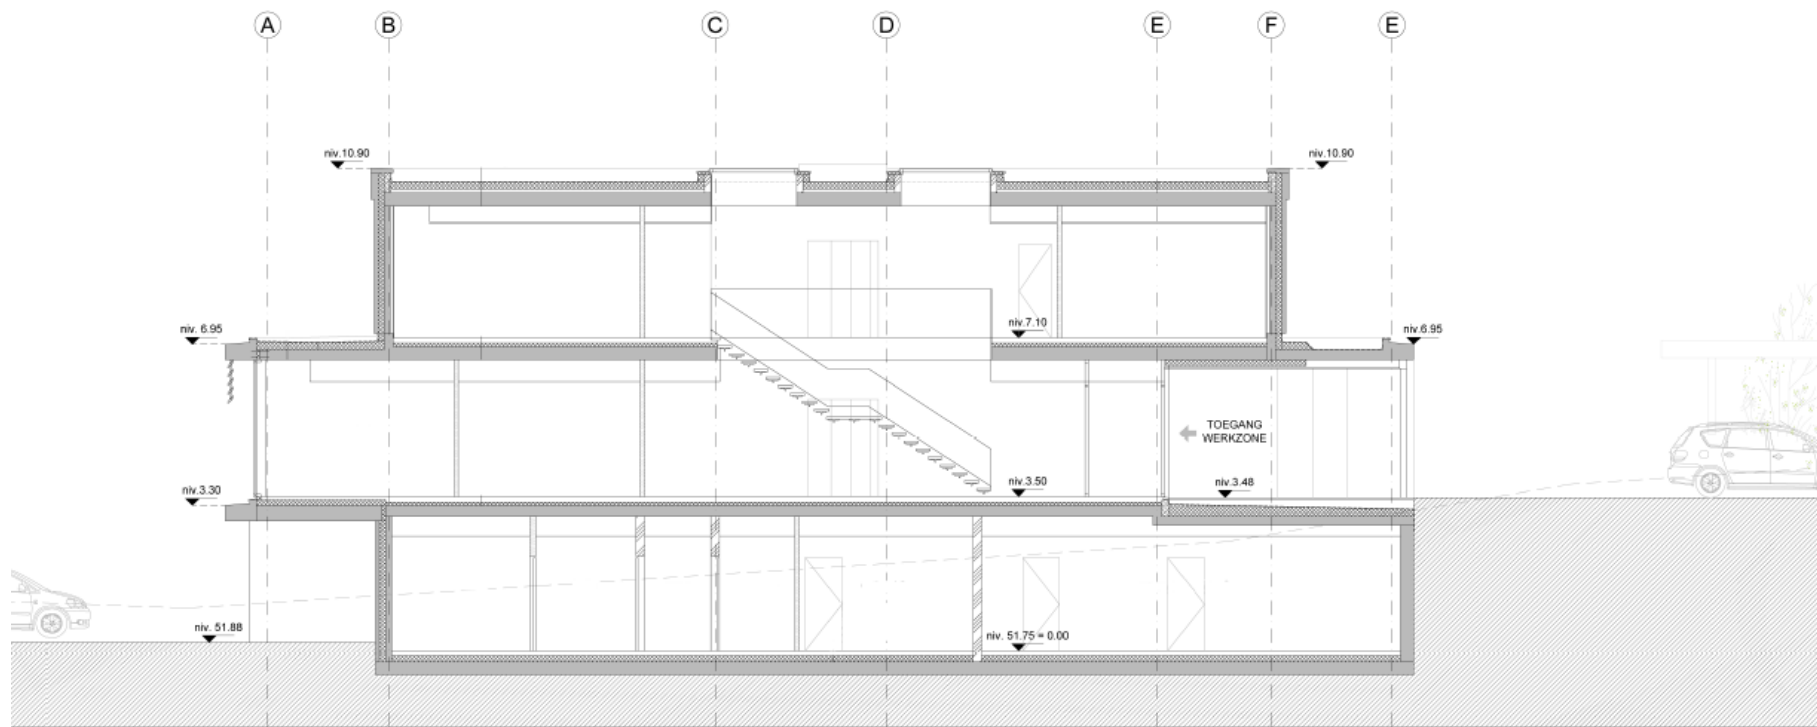 A B C D E F E
niv.10.90 niv.10.90
niv. 6.95 niv.7.10 niv.6.95
TOEGANG
WERKZONE
niv.3.30 niv.3.50 niv.3.48
niv. 51.88 niv. 51.75 = 0.00